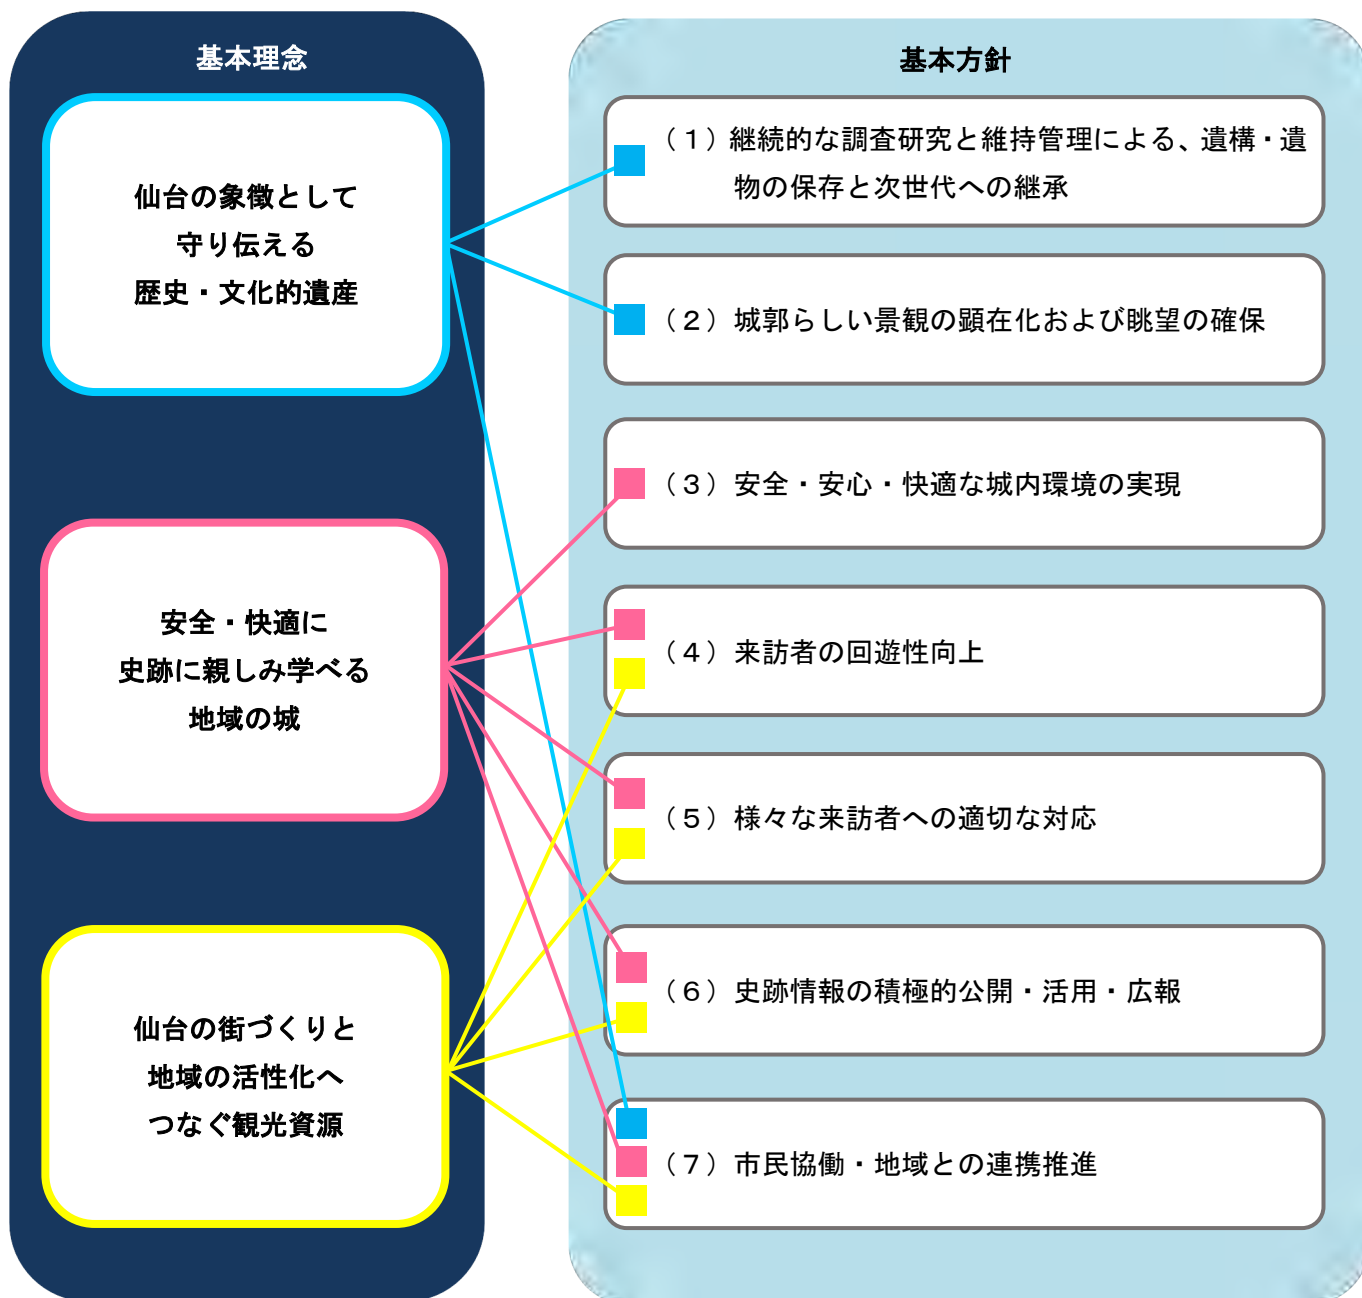 基本理念
仙台の象徴として
守り伝える
歴史・文化的遺産
安全・快適に
史跡に親しみ学べる
地域の城
仙台の街づくりと
地域の活性化へ
つなぐ観光資源
基本方針
（１）継続的な調査研究と維持管理による、遺構・遺
物の保存と次世代への継承
（２）城郭らしい景観の顕在化および眺望の確保
（３）安全・安心・快適な城内環境の実現
（４）来訪者の回遊性向上
（５）様々な来訪者への適切な対応
（６）史跡情報の積極的公開・活用・広報
（７）市民協働・地域との連携推進